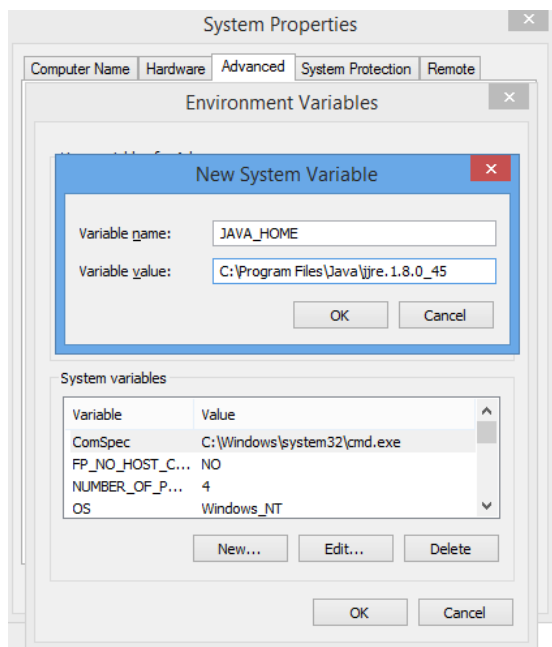 System Properties
Computer Name Hardware Advanced System Protection Remote
Environment Variables
New System Variable
Variable name: JAVA_HOME
Variable value: C:\Program Files\Java\jjre.1.8.0_45
OK Cancel
System variables
Variable Value
ComSpec C:\Windows\system32\cmd.exe
FP_NO_HOST_C... NO
NUMBER_OF_P... 4
OS Windows_NT
New... Edit... Delete
OK Cancel